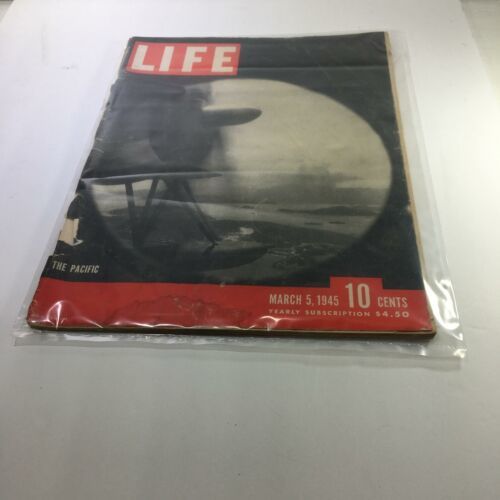 LIFE
THE PACIFIC
MARCH 5, 1945 10 CENTS
YEARLY SUBSCRIPTION $4.50